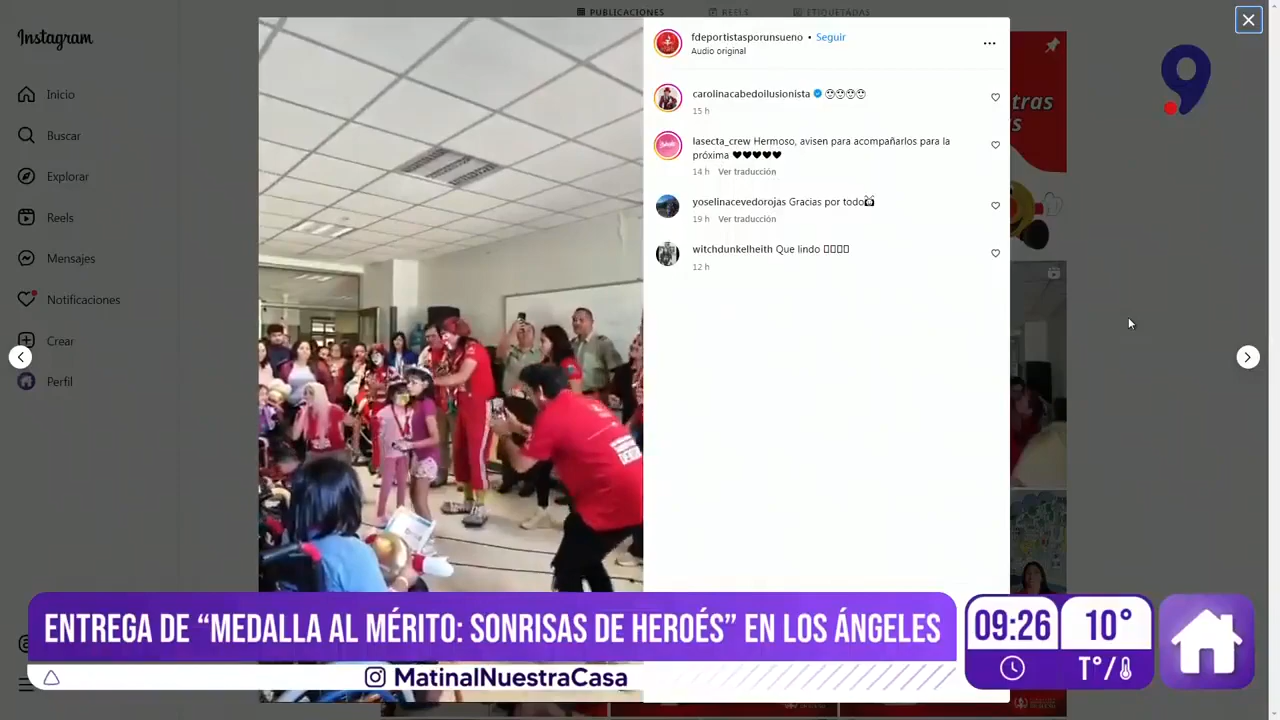 Instagram
Inicio
Buscar
Explorar
Reels
Mensajes
Notificaciones
Crear
Perfil
PUBLICACIONES
REELS
ETIQUETADAS
fdeportistasporunsueno • Seguir
Audio original
carolinacabedoilusionista
15 h
lasecta_crew Hermoso, avisen para acompañarlos para la
próxima ♥♥♥♥♥
14 h Ver traducción
yoselinacevedorojas Gracias por todo
19 h Ver traducción
witchdunkelheith Que lindo
12 h
9
ENTREGA DE “MEDALLA AL MÉRITO: SONRISAS DE HEROÉS” EN LOS ÁNGELES
MatinalNuestraCasa
09:26
10°
T°/